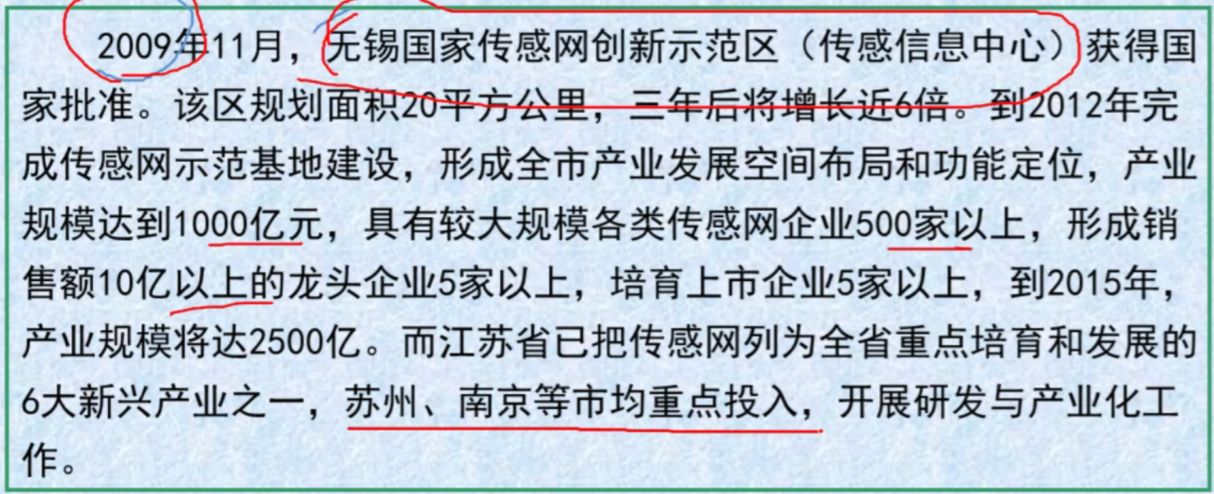 2009年11月，无锡国家传感网创新示范区（传感信息中心）获得国
家批准。该区规划面积20平方公里，三年后将增长近6倍。到2012年完
成传感网示范基地建设，形成全市产业发展空间布局和功能定位，产业
规模达到1000亿元，具有较大规模各类传感网企业500家以上，形成销
售额10亿以上的龙头企业5家以上，培育上市企业5家以上，到2015年，
产业规模将达2500亿。而江苏省已把传感网列为全省重点培育和发展的
6大新兴产业之一，苏州、南京等市均重点投入，开展研发与产业化工
作。